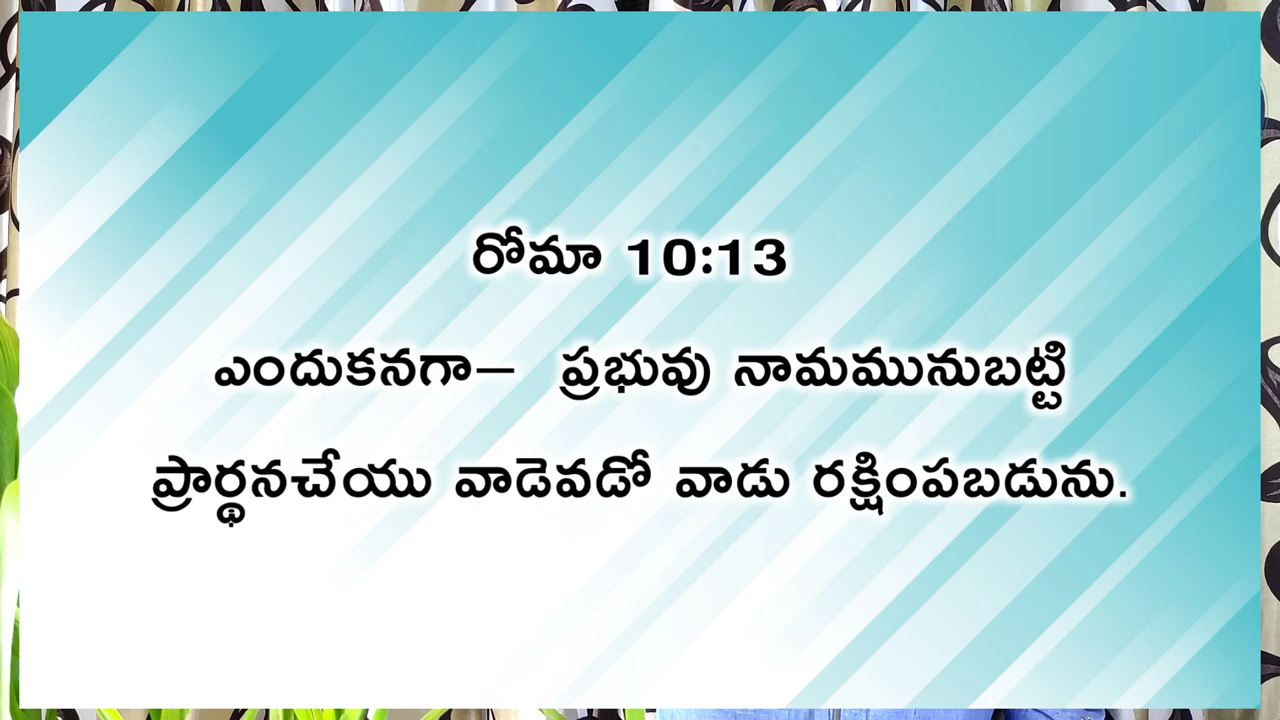 రోమా 10:13
ఎందుకనగా— ప్రభువు నామమునుబట్టి
ప్రార్థనచేయు వాడెవడో వాడు రక్షింపబడును.